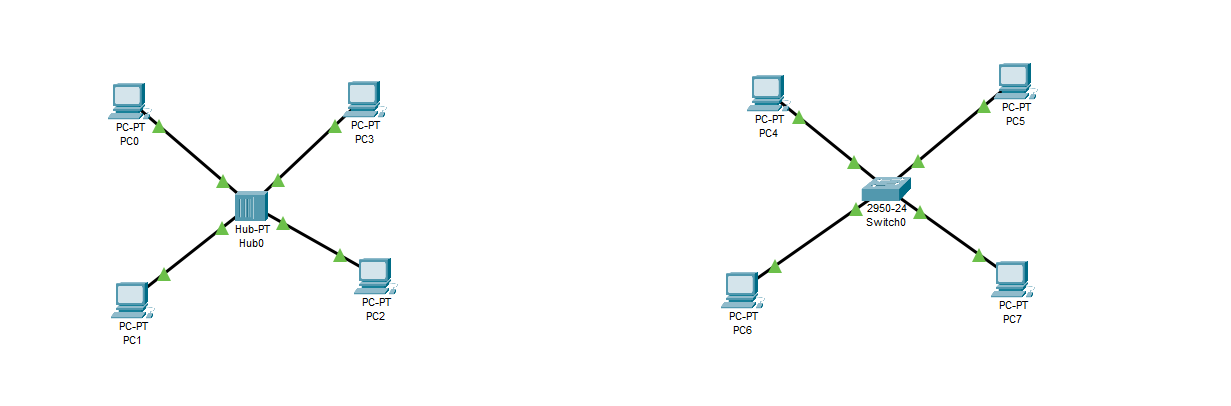 PC-PT
PC0
PC-PT
PC3
Hub-PT
Hub0
PC-PT
PC1
PC-PT
PC2
PC-PT
PC4
PC-PT
PC5
2950-24
Switch0
PC-PT
PC6
PC-PT
PC7